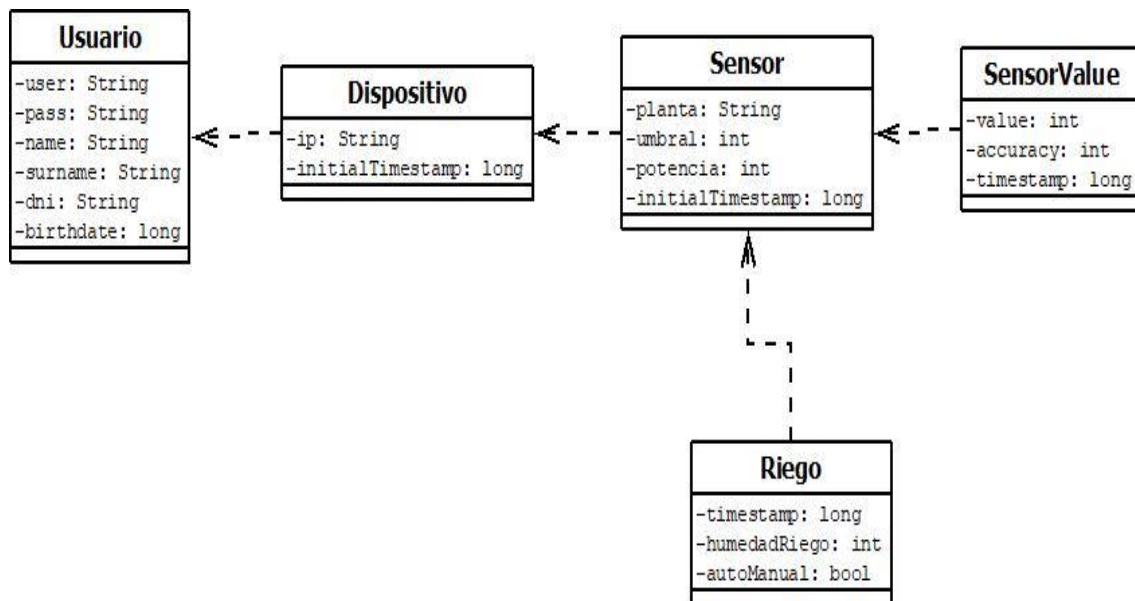 Usuario
-user: String
-pass: String
-name: String
-surname: String
-dni: String
-birthdate: long
Dispositivo
-ip: String
-initialTimestamp: long
Sensor
-planta: String
-umbral: int
-potencia: int
-initialTimestamp: long
SensorValue
-value: int
-accuracy: int
-timestamp: long
Riego
-timestamp: long
-humedadRiego: int
-autoManual: bool